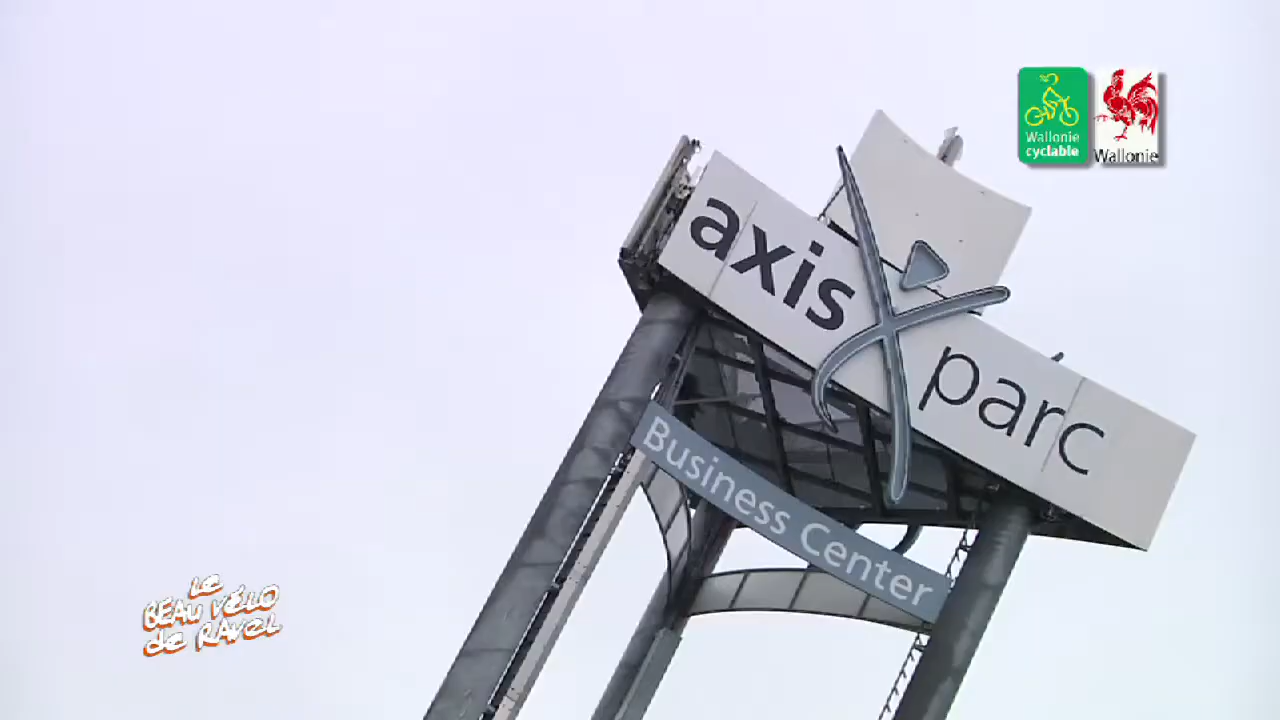 Wallonie
cyclable
Wallonie
axis
parc
Business Center
Le
BEAU VÉLO
de RAVeL